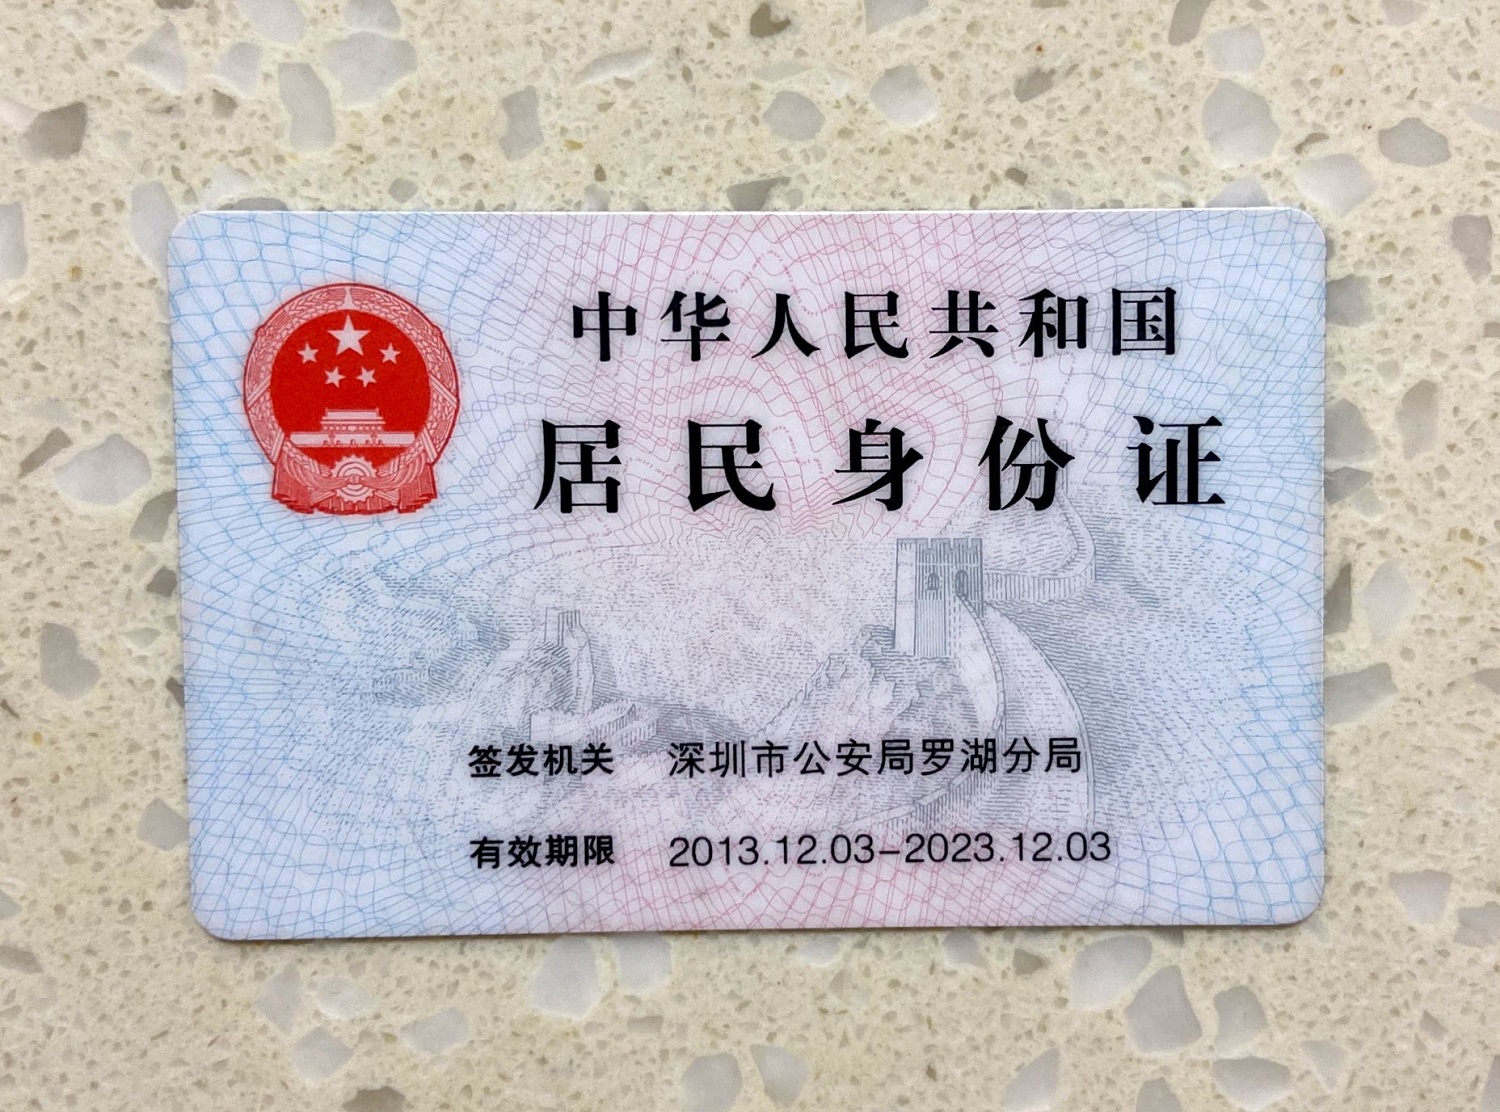 中华人民共和国
居民身份证
签发机关 深圳市公安局罗湖分局
有效期限 2013.12.03-2023.12.03